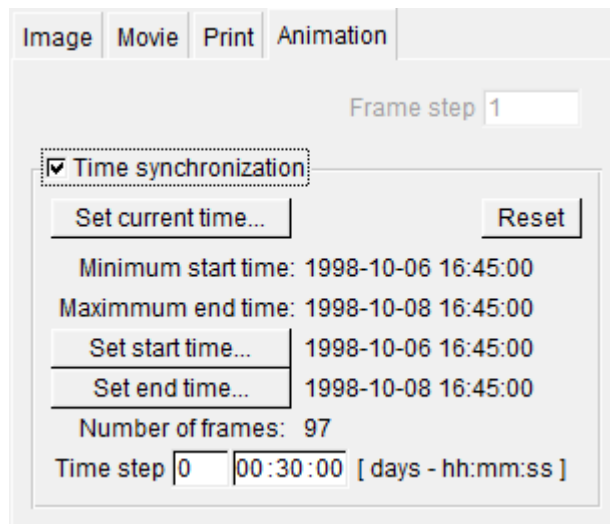 Image Movie Print Animation
Frame step 1
Time synchronization
Set current time... Reset
Minimum start time: 1998-10-06 16:45:00
Maximmum end time: 1998-10-08 16:45:00
Set start time... 1998-10-06 16:45:00
Set end time... 1998-10-08 16:45:00
Number of frames: 97
Time step 0 00:30:00 [ days - hh:mm:ss ]